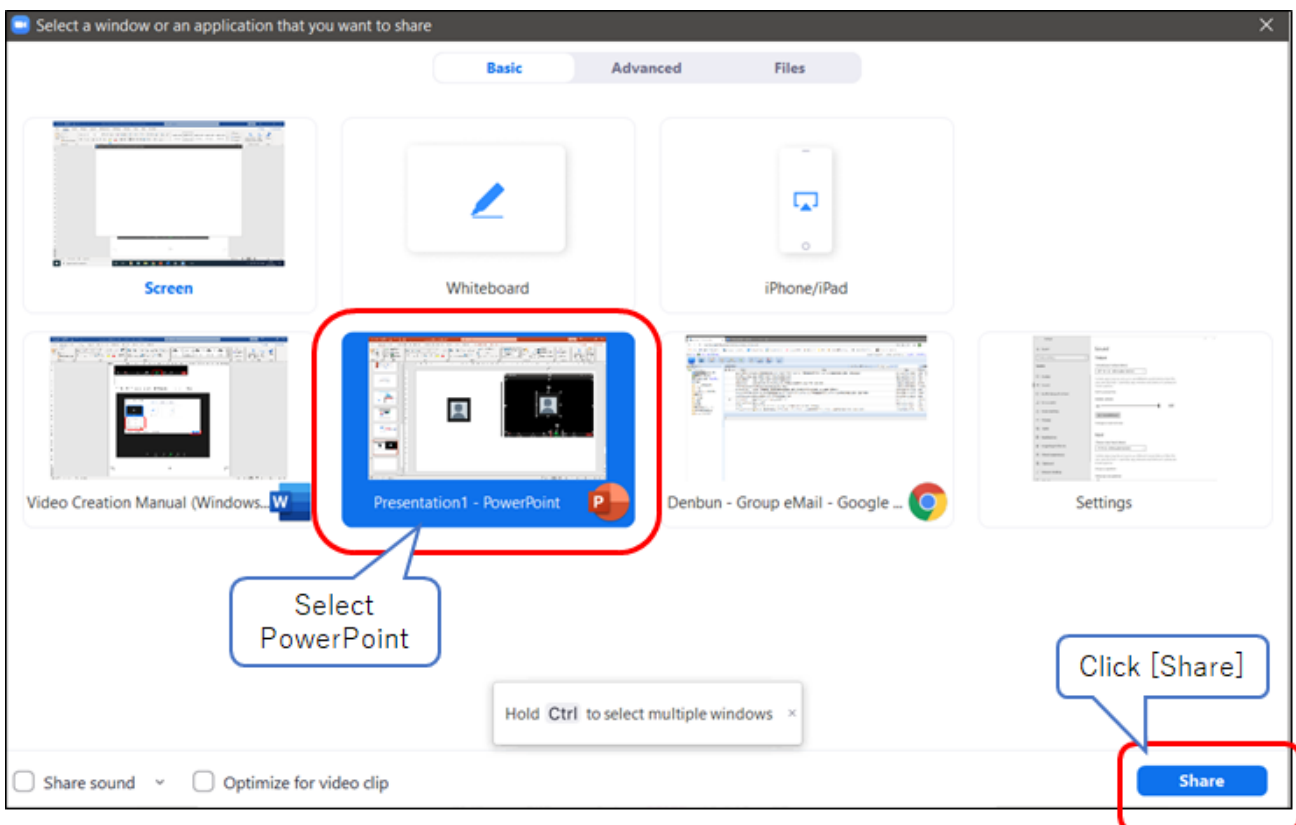 Select a window or an application that you want to share
Basic Advanced Files
Screen
Whiteboard
iPhone/iPad
Video Creation Manual (Windows...
Presentation1 - PowerPoint
Denbun - Group eMail - Google ...
Settings
Select
PowerPoint
Click [Share]
Hold Ctrl to select multiple windows
Share sound
Optimize for video clip
Share